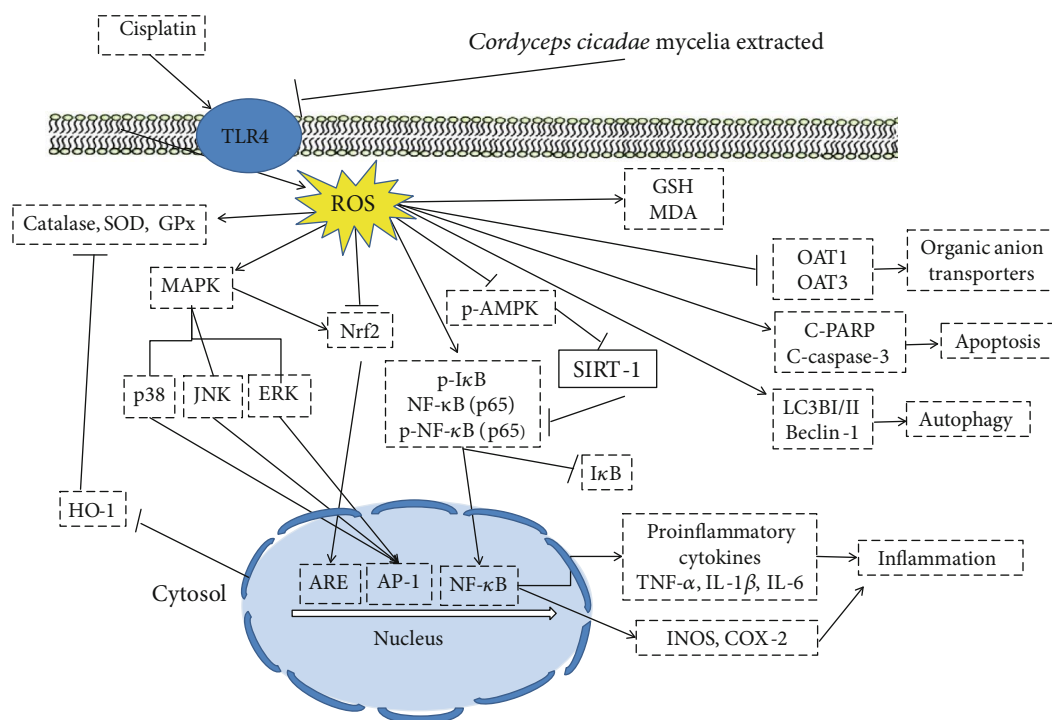 Cisplatin
Cordyceps cicadae mycelia extracted
TLR4
ROS
GSH
MDA
Catalase, SOD, GPx
OAT1
OAT3
Organic anion
transporters
MAPK
Nrf2
p-AMPK
C-PARP
C-caspase-3
Apoptosis
SIRT-1
p38
JNK
ERK
p-IκB
NF-κB (p65)
p-NF-κB (p65)
LC3BI/II
Beclin-1
Autophagy
IκB
HO-1
Proinflammatory
cytokines
TNF-α, IL-1β, IL-6
Inflammation
Cytosol
ARE
AP-1
NF-κB
Nucleus
INOS, COX-2